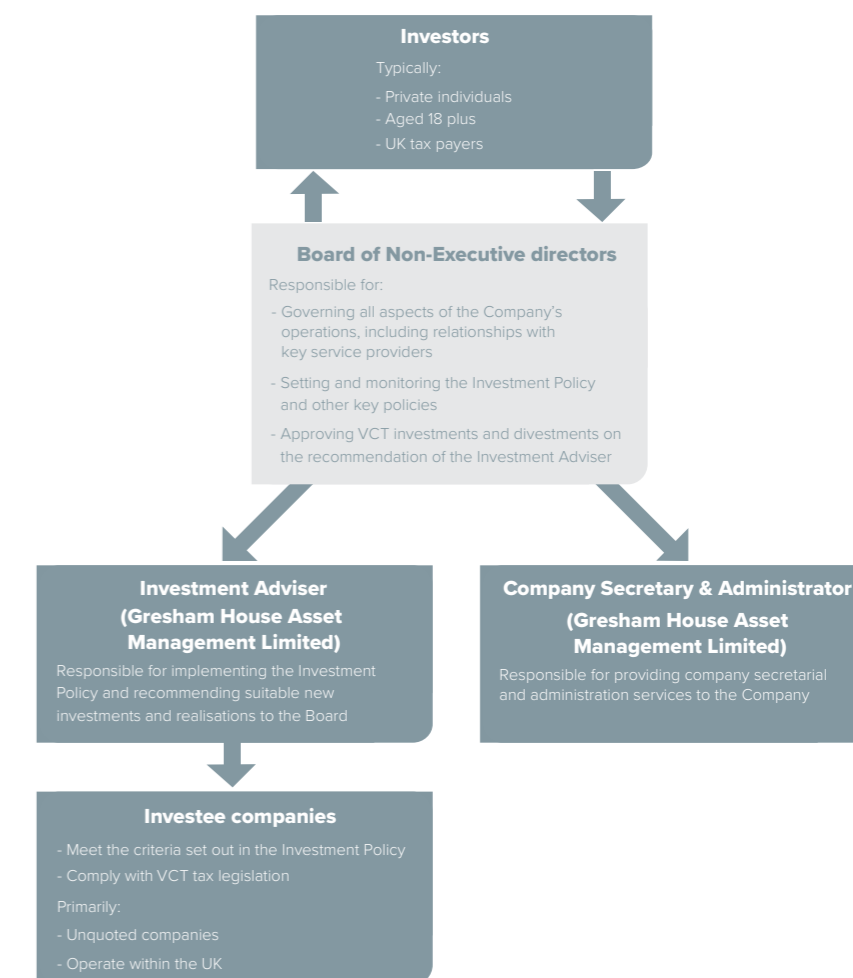 Investors
Typically:
- Private individuals
- Aged 18 plus
- UK tax payers
Board of Non-Executive directors
Responsible for:
- Governing all aspects of the Company’s
operations, including relationships with
key service providers
- Setting and monitoring the Investment Policy
and other key policies
- Approving VCT investments and divestments on
the recommendation of the Investment Adviser
Investment Adviser
(Gresham House Asset
Management Limited)
Responsible for implementing the Investment
Policy and recommending suitable new
investments and realisations to the Board
Company Secretary & Administrator
(Gresham House Asset
Management Limited)
Responsible for providing company secretarial
and administration services to the Company
Investee companies
- Meet the criteria set out in the Investment Policy
- Comply with VCT tax legislation
Primarily:
- Unquoted companies
- Operate within the UK